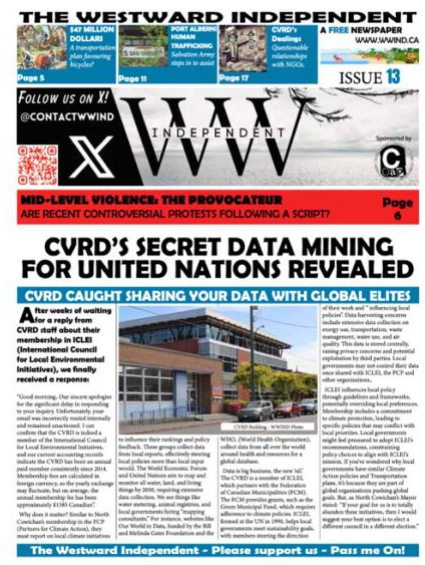 THE WESTWARD INDEPENDENT
$47 MILLION
DOLLARS
A transportation
plan favouring
bicycles?
Page 5
PORT ALBERNI
HUMAN
TRAFFICKING
Salvation Army
steps in to assist
Page 11
CVRD's
Dealings
Questionable
relationships
with NGOs.
Page 17
A FREE NEWSPAPER
WWW.WWIND.CA
ISSUE 13
FOLLOW US ON X!
@CONTACTWWIND
WW
INDEPENDENT
Sponsored by
MID-LEVEL VIOLENCE: THE PROVOCATEUR
ARE RECENT CONTROVERSIAL PROTESTS FOLLOWING A SCRIPT?
Page
6
CVRD'S SECRET DATA MINING
FOR UNITED NATIONS REVEALED
CVRD CAUGHT SHARING YOUR DATA WITH GLOBAL ELITES
After weeks of waiting
for a reply from
CVRD staff about their
membership in ICLEI
(International Council
for Local Environmental
Initiatives), we finally
received a response:
"Good morning, Our sincere apologies
for the significant delay in responding
to your inquiry. Unfortunately, your
email was incorrectly routed internally
and remained unactioned. I can
confirm that the CVRD is indeed a
member of the International Council
for Local Environmental Initiatives,
and our current accounting records
indicate the CVRD has been an annual
paid member consistently since 2014.
Membership fees are calculated in
foreign currency, so the yearly exchange
may fluctuate, but on average, the
annual membership fee has been
approximately $1385 Canadian".
Why does it matter? Similar to North
Cowichan's membership in the PCP
(Partners for Climate Action), they
must report on local climate initiatives
CVRD Building - WWIND Photo
to influence their rankings and policy
feedback. These groups collect data
from local reports, effectively steering
local policies more than local input
would. The World Economic Forum
and United Nations aim to map and
monitor all water, land, and living
things by 2030, requiring extensive
data collection. We see things like
water metering, animal registries, and
local governments hiring "mapping
consultants." For instance, websites like
Our World in Data, funded by the Bill
and Melinda Gates Foundation and the
WHO, (World Health Organization),
collect data from all over the world
around health and resources for a
global database.
Data is big business, the new 'oil.'
The CVRD is a member of ICLEI,
which partners with the Federation
of Canadian Municipalities (FCM).
The FCM provides grants, such as the
Green Municipal Fund, which requires
adherence to climate policies. ICLEI,
formed at the UN in 1990, helps local
governments meet sustainability goals,
with members steering the direction
of their work and "influencing local
policies". Data harvesting concerns
include extensive data collection on
energy use, transportation, waste
management, water use, and air
quality. This data is stored centrally,
raising privacy concerns and potential
exploitation by third parties. Local
governments may not control their data
once shared with ICLEI, the PCP and
other organizations.
ICLEI influences local policy
through guidelines and frameworks,
potentially overriding local preferences.
Membership includes a commitment
to climate protection, leading to
specific policies that may conflict with
local priorities. Local governments
might feel pressured to adopt ICLEI's
recommendations, constraining
policy choices to align with ICLEI's
mission. If you've wondered why local
governments have similar Climate
Action policies and Transportation
plans, it's because they are part of
global organizations pushing global
goals. But, as North Cowichan's Mayor
stated: "If your goal for us is to totally
abandon these initiatives, then I would
suggest your best option is to elect a
different council in a different election."
The Westward Independent - Please support us - Pass me On!